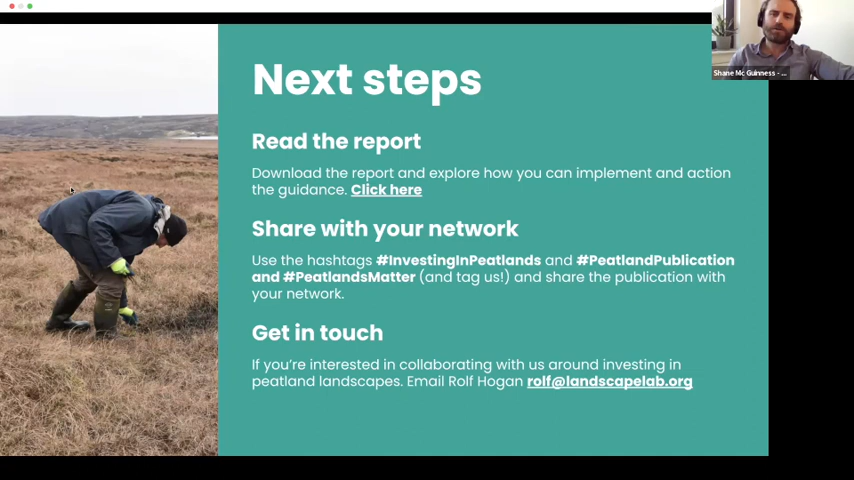 Next steps
Read the report
Download the report and explore how you can implement and action
the guidance. Click here
Share with your network
Use the hashtags #InvestingInPeatlands and #PeatlandPublication
and #PeatlandsMatter (and tag us!) and share the publication with
your network.
Get in touch
If you’re interested in collaborating with us around investing in
peatland landscapes. Email Rolf Hogan rolf@landscapelab.org
Shane Mc Guinness - ...